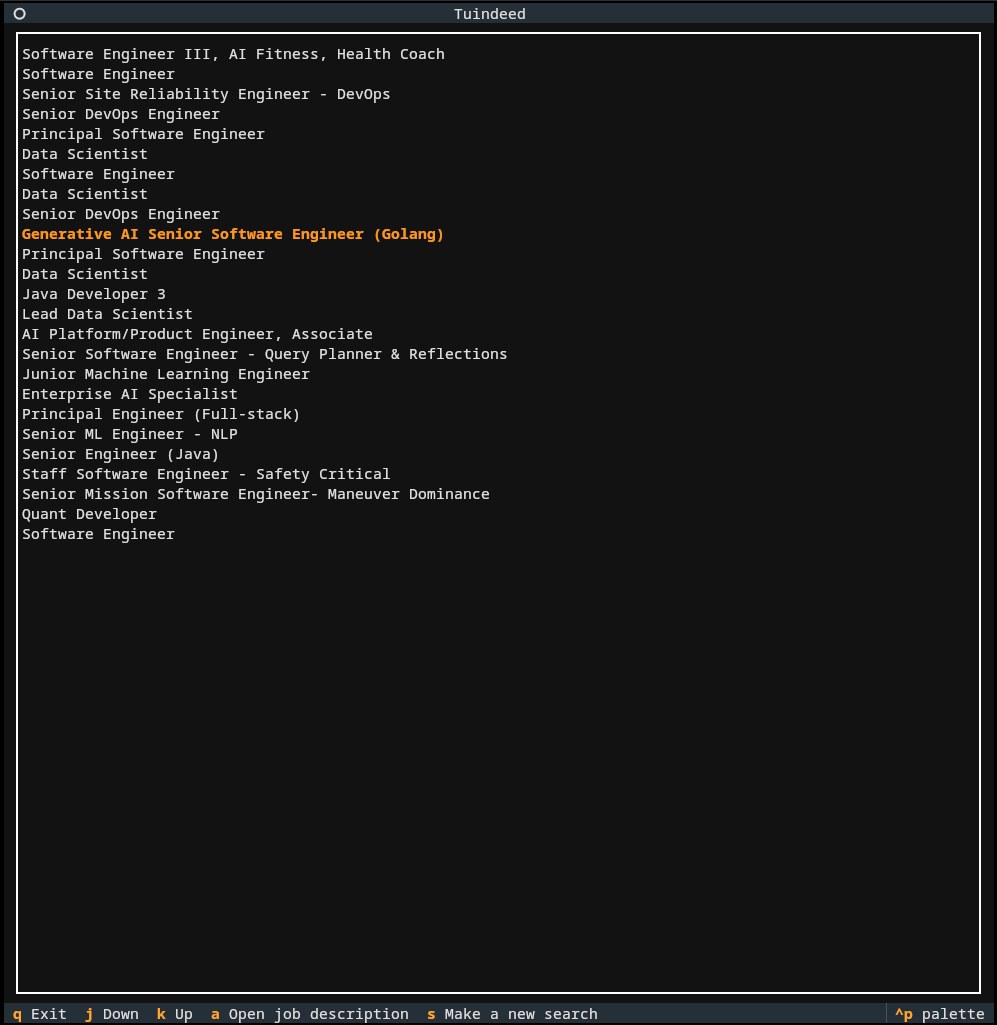 Tuindeed
Software Engineer III, AI Fitness, Health Coach
Software Engineer
Senior Site Reliability Engineer - DevOps
Senior DevOps Engineer
Principal Software Engineer
Data Scientist
Software Engineer
Data Scientist
Senior DevOps Engineer
Generative AI Senior Software Engineer (Golang)
Principal Software Engineer
Data Scientist
Java Developer 3
Lead Data Scientist
AI Platform/Product Engineer, Associate
Senior Software Engineer - Query Planner & Reflections
Junior Machine Learning Engineer
Enterprise AI Specialist
Principal Engineer (Full-stack)
Senior ML Engineer - NLP
Senior Engineer (Java)
Staff Software Engineer - Safety Critical
Senior Mission Software Engineer- Maneuver Dominance
Quant Developer
Software Engineer
q Exit j Down k Up a Open job description s Make a new search ^p palette